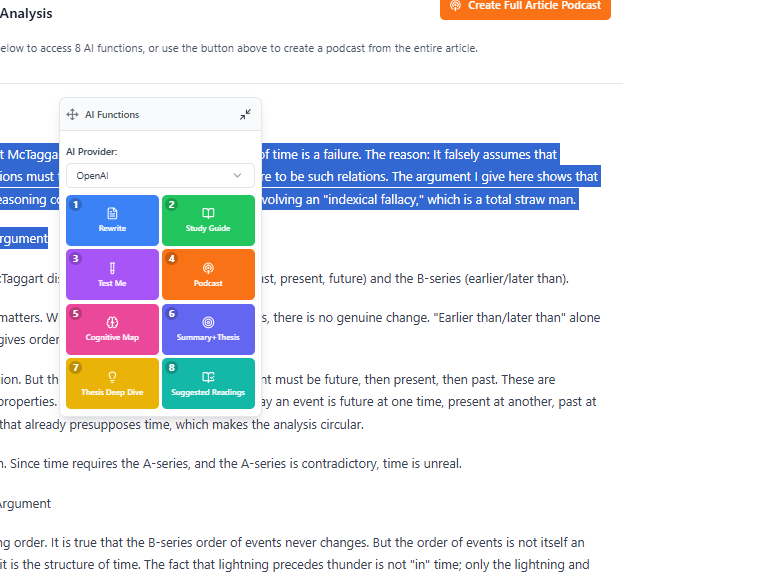 Analysis
Create Full Article Podcast
elow to access 8 AI functions, or use the button above to create a podcast from the entire article.
AI Functions
t McTagga
of time is a failure. The reason: It falsely assumes that
AI Provider:
ions must
re to be such relations. The argument I give here shows that
OpenAI
easoning co
volving an "indexical fallacy," which is a total straw man.
1
Rewrite
2
Study Guide
rgument
3
Test Me
4
Podcast
cTaggart di
st, present, future) and the B-series (earlier/later than).
5
Cognitive Map
6
Summary+Thesis
matters. W
s, there is no genuine change. "Earlier than/later than" alone
gives order
7
Thesis Deep Dive
8
Suggested Readings
ion. But th
nt must be future, then present, then past. These are
properties.
ay an event is future at one time, present at another, past at
that already presupposes time, which makes the analysis circular.
n. Since time requires the A-series, and the A-series is contradictory, time is unreal.
Argument
ng order. It is true that the B-series order of events never changes. But the order of events is not itself an
it is the structure of time. The fact that lightning precedes thunder is not "in" time; only the lightning and